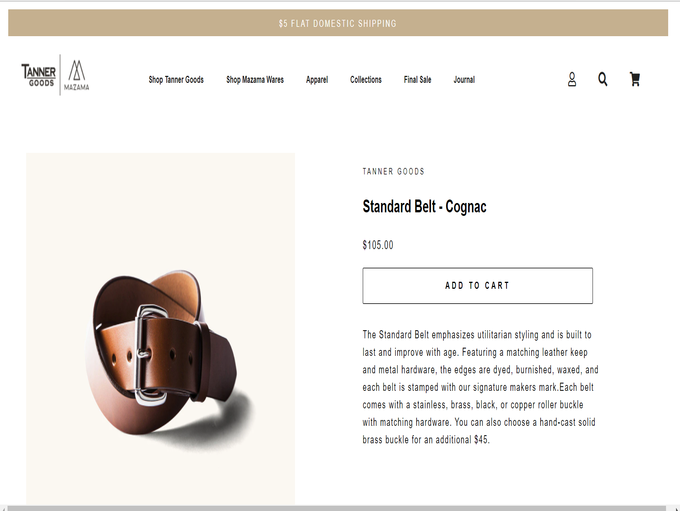 $5 FLAT DOMESTIC SHIPPING
TANNER GOODS
MAZAMA
Shop Tanner Goods
Shop Mazama Wares
Apparel
Collections
Final Sale
Journal
TANNER GOODS
Standard Belt - Cognac
$105.00
ADD TO CART
The Standard Belt emphasizes utilitarian styling and is built to
last and improve with age. Featuring a matching leather keep
and metal hardware, the edges are dyed, burnished, waxed, and
each belt is stamped with our signature makers mark.Each belt
comes with a stainless, brass, black, or copper roller buckle
with matching hardware. You can also choose a hand-cast solid
brass buckle for an additional $45.